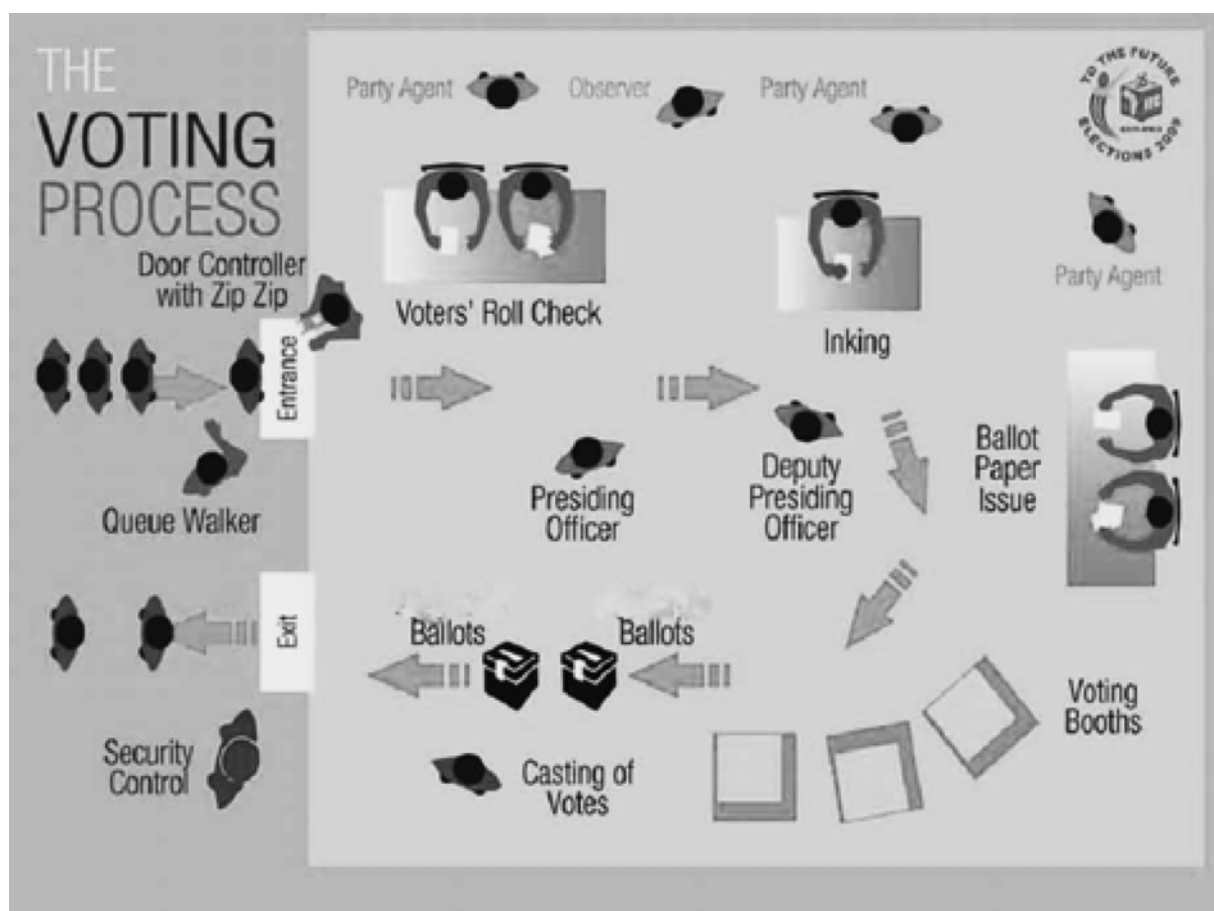 THE
VOTING
PROCESS
Party Agent
Observer
Party Agent
TO THE FUTURE
ELECTIONS 2009
Party Agent
Door Controller
with Zip Zip
Voters' Roll Check
Inking
Entrance
Queue Walker
Presiding
Officer
Deputy
Presiding
Officer
Ballot
Paper
Issue
Exit
Ballots
Ballots
Security
Control
Casting of
Votes
Voting
Booths